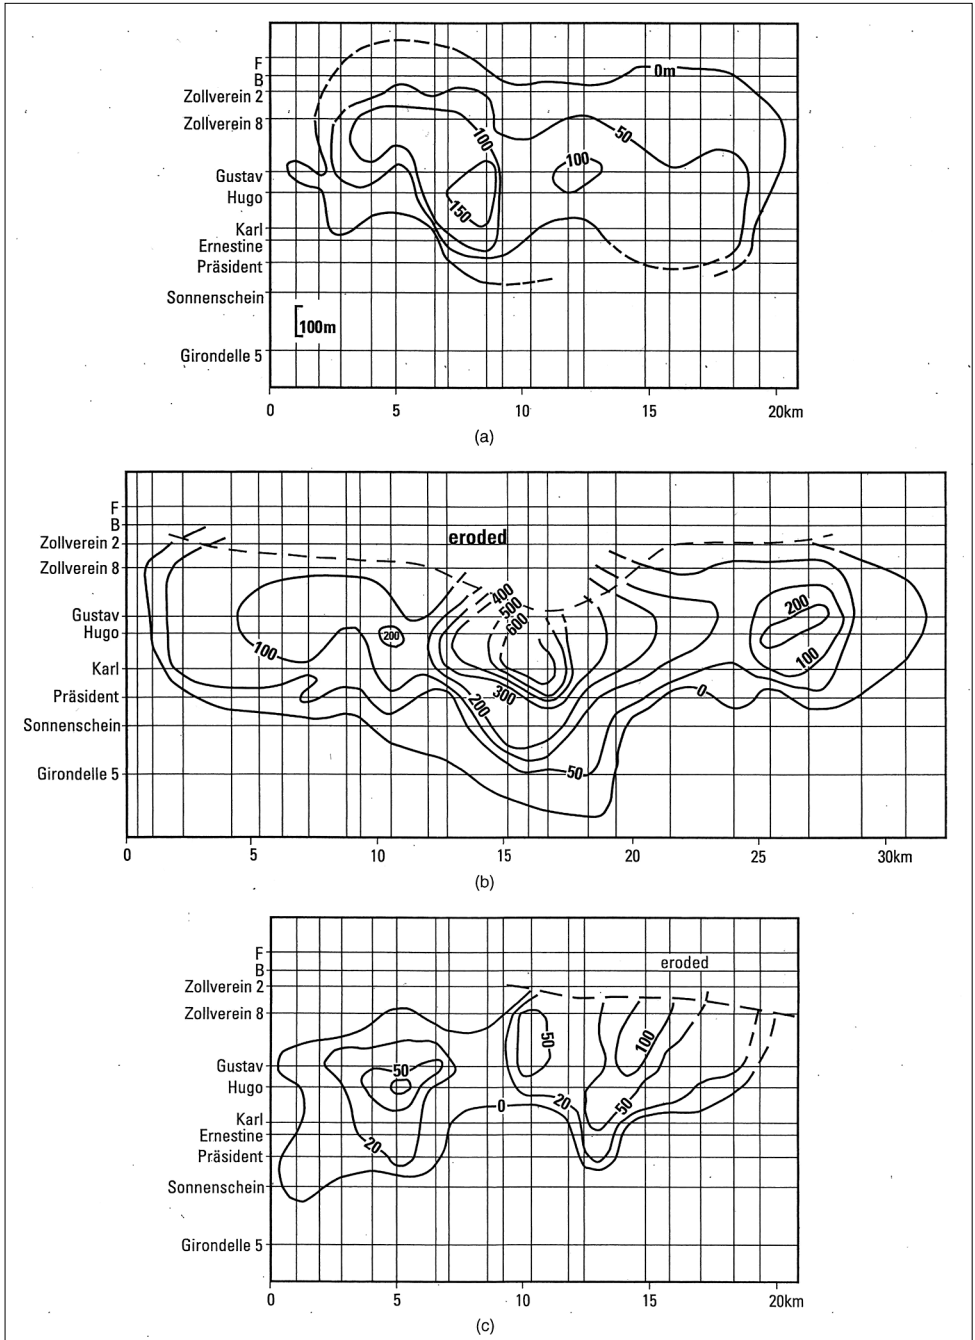 F
B
Zollverein 2
Zollverein 8
Gustav
Hugo
Karl
Ernestine
Präsident
Sonnenschein
Girondelle 5
0m
50
100
100
150
100m
0 5 10 15 20km
(a)
F
B
Zollverein 2
Zollverein 8
Gustav
Hugo
Karl
Präsident
Sonnenschein
Girondelle 5
eroded
400
500
600
200
200
100
100
300
200
0
50
0 5 10 15 20 25 30km
(b)
F
B
Zollverein 2
Zollverein 8
Gustav
Hugo
Karl
Ernestine
Präsident
Sonnenschein
Girondelle 5
eroded
50
100
50
0
20
50
20
0 5 10 15 20km
(c)